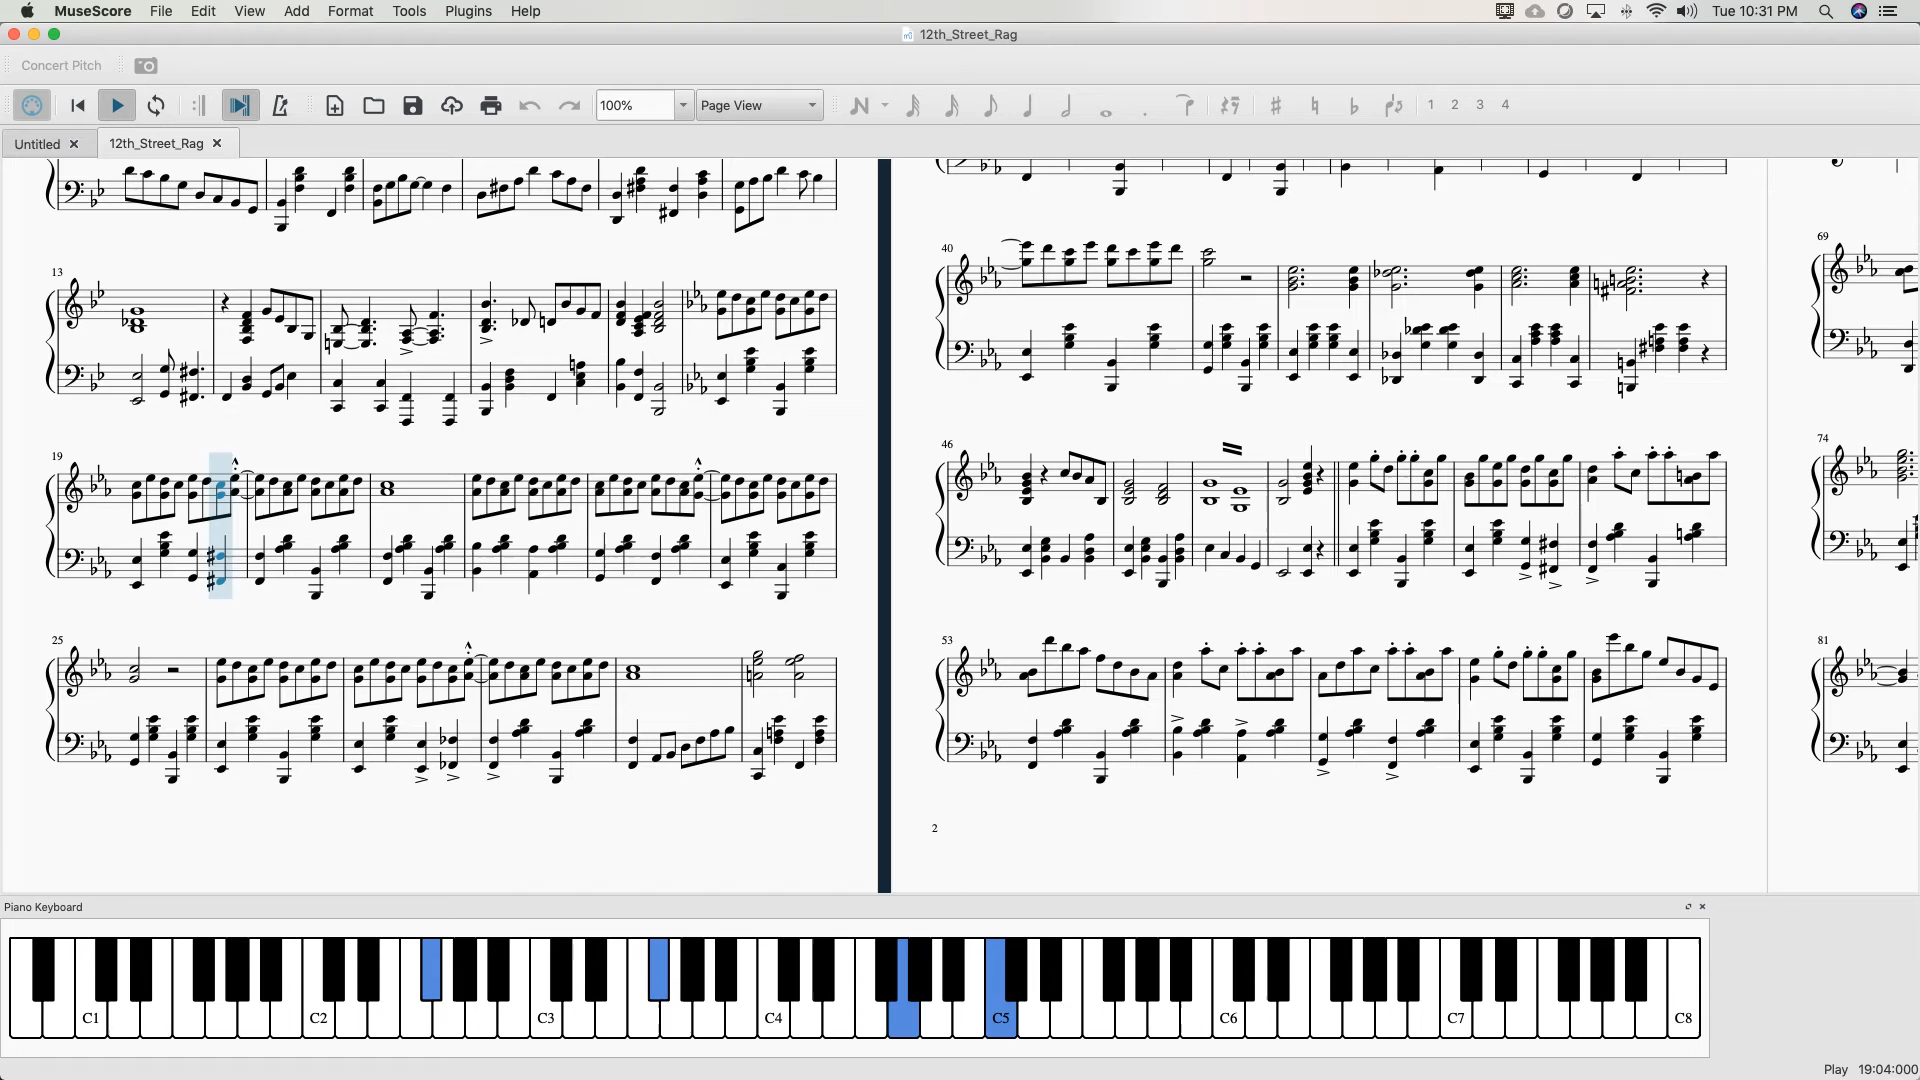 MuseScore File Edit View Add Format Tools Plugins Help Tue 10:31 PM
12th_Street_Rag
Concert Pitch
100% Page View 1 2 3 4
Untitled 12th_Street_Rag
40
69
13
19
46
74
25
53
81
2
Piano Keyboard
C1 C2 C3 C4 C5 C6 C7 C8
Play 19:04:000